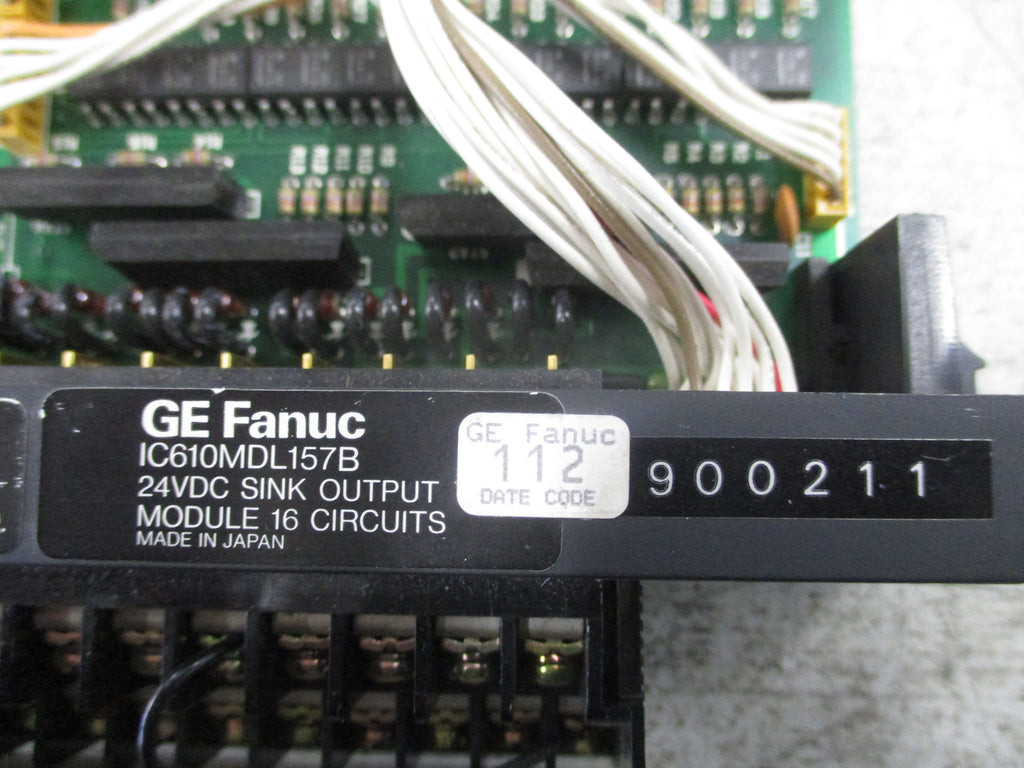 GE Fanuc
IC610MDL157B
24VDC SINK OUTPUT
MODULE 16 CIRCUITS
MADE IN JAPAN
GE Fanuc
112
DATE CODE
900211